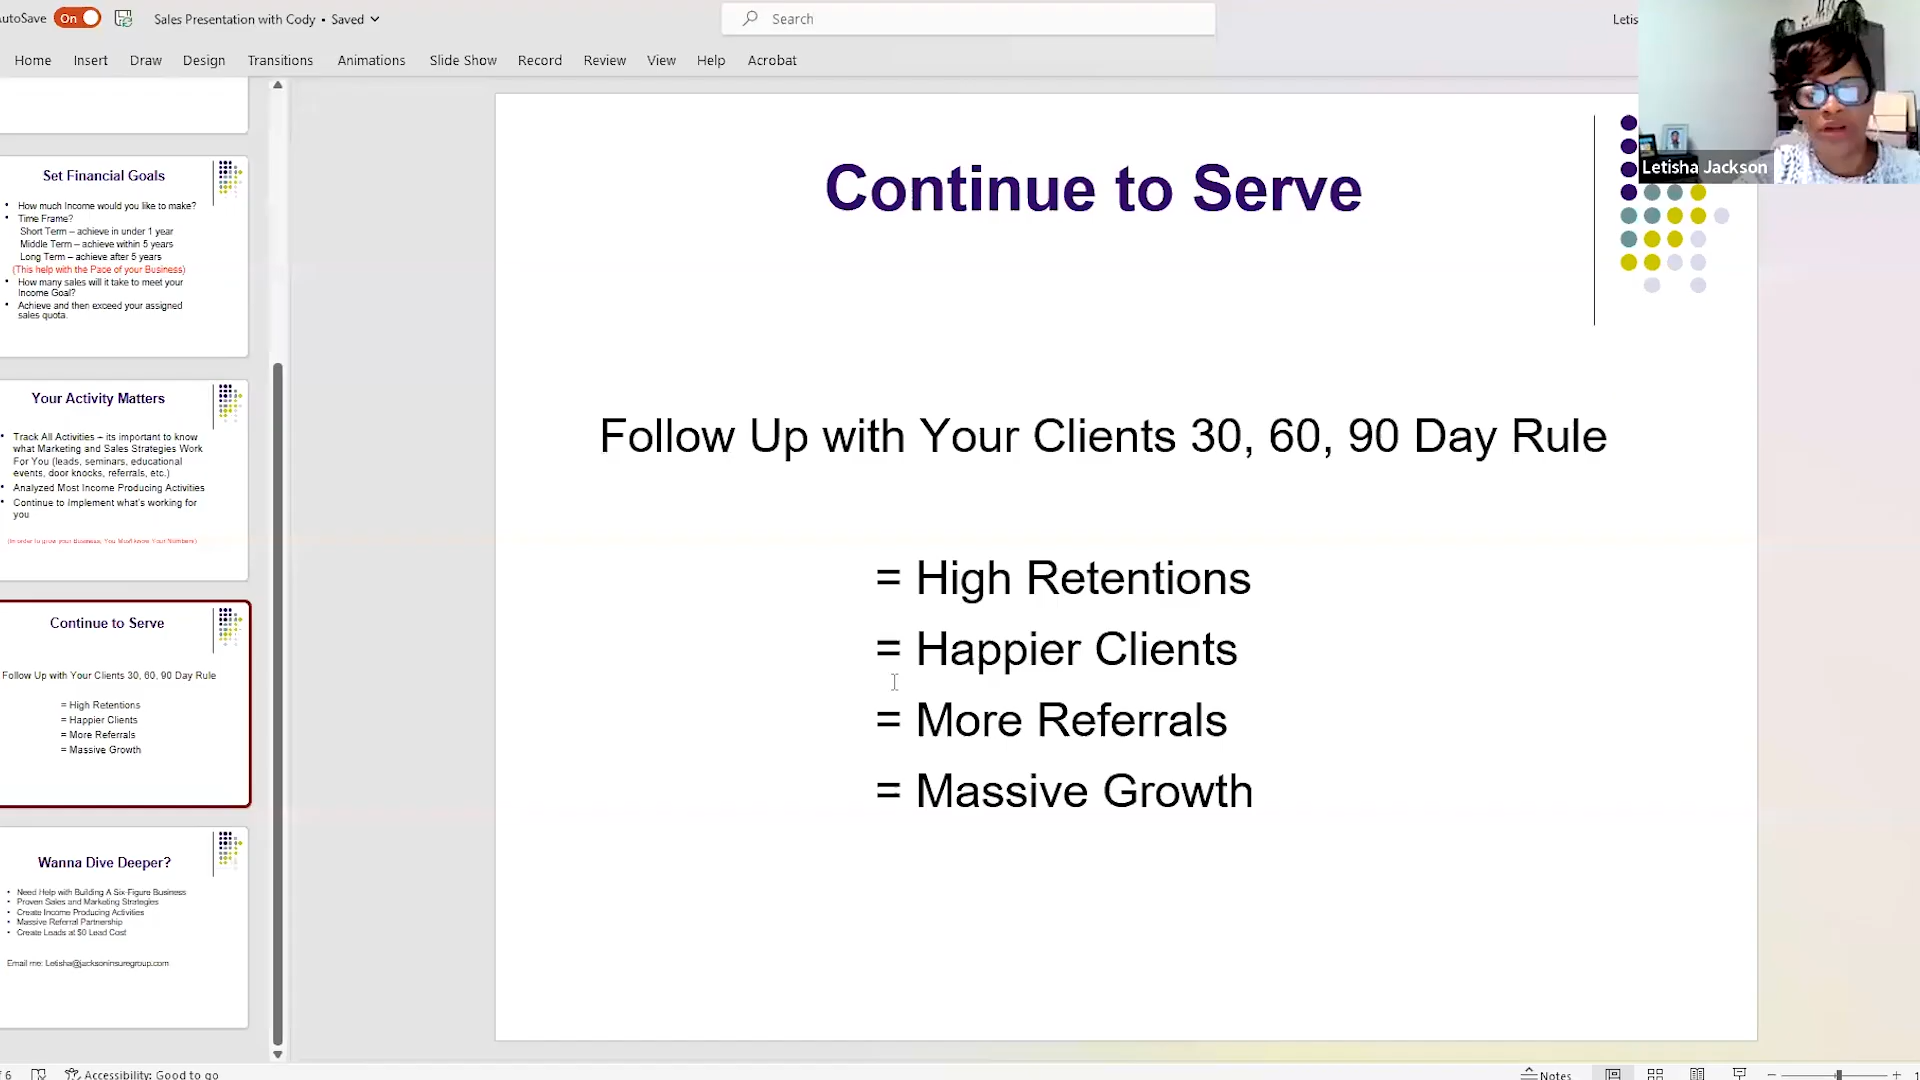 AutoSave On Sales Presentation with Cody • Saved Search
Home Insert Draw Design Transitions Animations Slide Show Record Review View Help Acrobat
Letisha Jackson
Set Financial Goals
• How much Income would you like to make?
• Time Frame?
Short Term – achieve in under 1 year
Middle Term – achieve within 5 years
Long Term – achieve after 5 years
(This help with the Pace of your Business)
• How many sales will it take to meet your
Income Goal?
• Achieve and then exceed your assigned
sales quota.
Your Activity Matters
• Track All Activities – its important to know
what Marketing and Sales Strategies Work
For You (leads, seminars, educational
events, door knocks, referrals, etc.)
• Analyzed Most Income Producing Activities
• Continue to Implement what's working for
you
(In order to grow your Business, You Must know Your Numbers)
Continue to Serve
Follow Up with Your Clients 30, 60, 90 Day Rule
= High Retentions
= Happier Clients
= More Referrals
= Massive Growth
Wanna Dive Deeper?
• Need Help with Building A Six-Figure Business
• Proven Sales and Marketing Strategies
• Create Income Producing Activities
• Massive Referral Partnership
• Create Leads at $0 Lead Cost
Email me: Letisha@jacksoninsuregroup.com
Continue to Serve
Follow Up with Your Clients 30, 60, 90 Day Rule
= High Retentions
= Happier Clients
= More Referrals
= Massive Growth
Accessibility: Good to go Notes